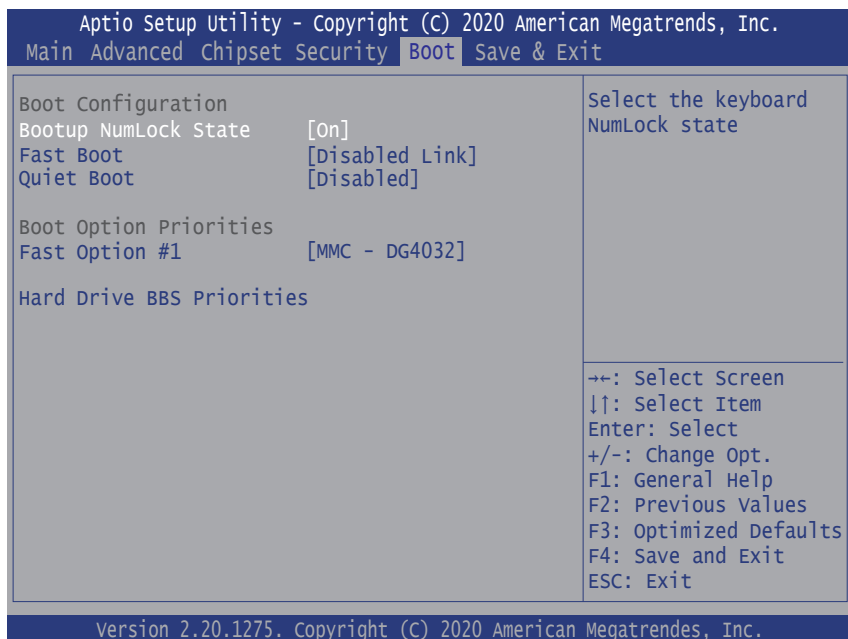 Aptio Setup Utility - Copyright (C) 2020 American Megatrends, Inc.
Main Advanced Chipset Security Boot Save & Exit
Boot Configuration
Bootup NumLock State [On]
Fast Boot [Disabled Link]
Quiet Boot [Disabled]
Boot Option Priorities
Fast Option #1 [MMC - DG4032]
Hard Drive BBS Priorities
Select the keyboard
NumLock state
→←: Select Screen
↓↑: Select Item
Enter: Select
+/-: Change Opt.
F1: General Help
F2: Previous Values
F3: Optimized Defaults
F4: Save and Exit
ESC: Exit
Version 2.20.1275. Copyright (C) 2020 American Megatrendes, Inc.